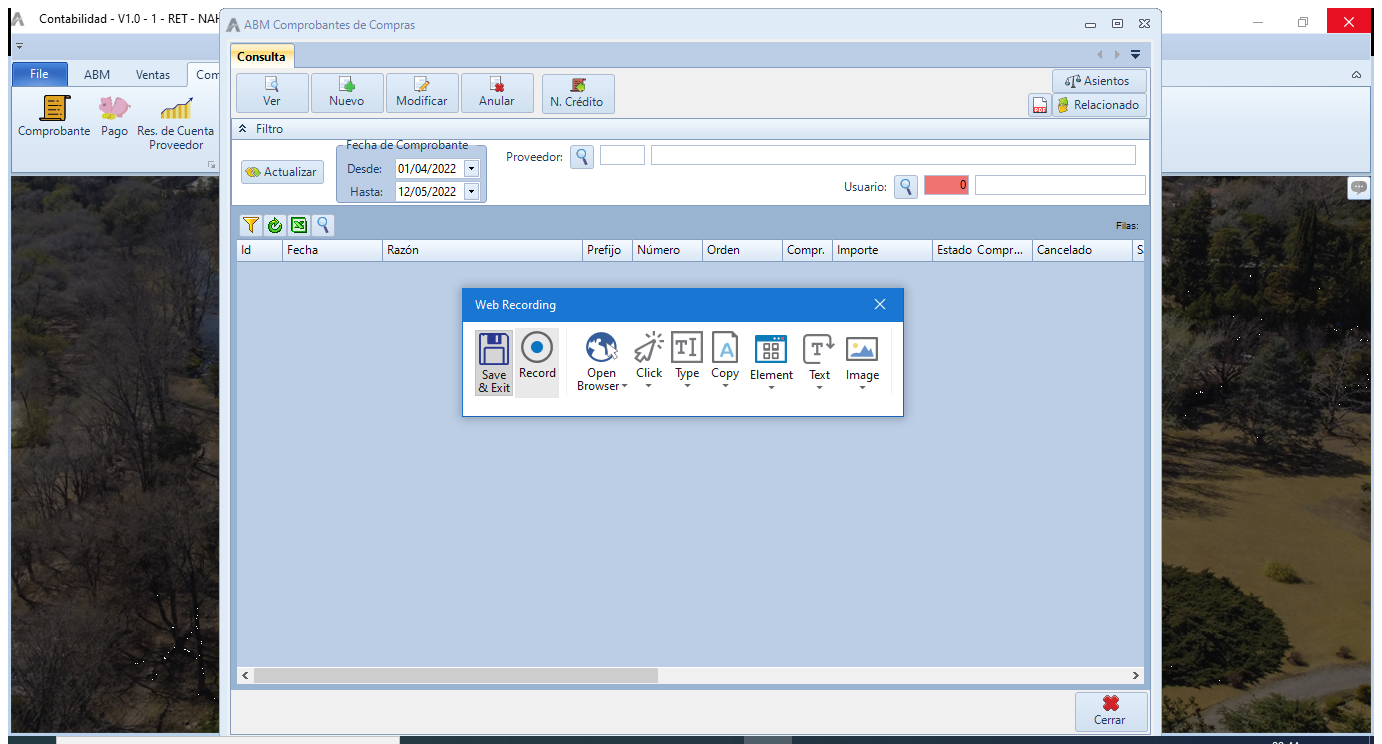 Contabilidad - V1.0 - 1 - RET - NAH
ABM Comprobantes de Compras
File
ABM
Ventas
Com
Consulta
Comprobante
Pago
Res. de Cuenta
Proveedor
Ver
Nuevo
Modificar
Anular
N. Crédito
Asientos
PDF
Relacionado
Filtro
Actualizar
Fecha de Comprobante
Desde: 01/04/2022
Hasta: 12/05/2022
Proveedor:
Usuario: 0
Filas:
Id Fecha Razón Prefijo Número Orden Compr. Importe Estado Compr... Cancelado S
Web Recording
Save
& Exit
Record
Open
Browser
Click
Type
Copy
Element
Text
Image
Cerrar